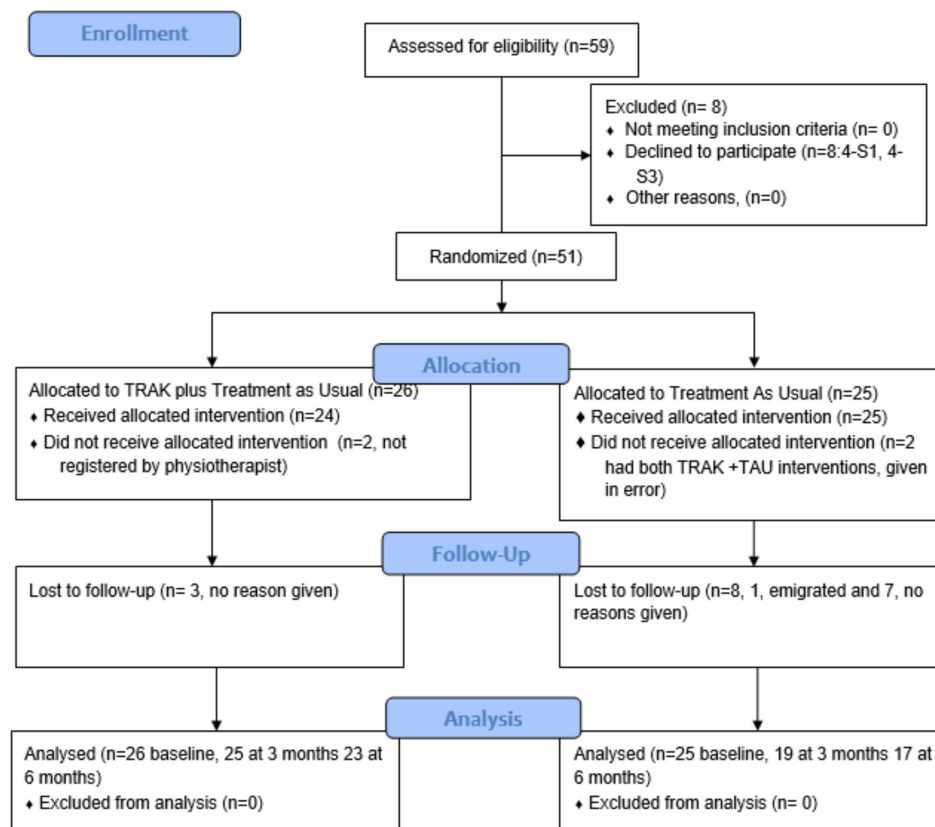 Enrollment
Assessed for eligibility (n=59)
Excluded (n= 8)
♦ Not meeting inclusion criteria (n= 0)
♦ Declined to participate (n=8:4-S1, 4-
S3)
♦ Other reasons, (n=0)
Randomized (n=51)
Allocation
Allocated to TRAK plus Treatment as Usual (n=26)
♦ Received allocated intervention (n=24)
♦ Did not receive allocated intervention (n=2, not
registered by physiotherapist)
Allocated to Treatment As Usual (n=25)
♦ Received allocated intervention (n=25)
♦ Did not receive allocated intervention (n=2
had both TRAK +TAU interventions, given
in error)
Follow-Up
Lost to follow-up (n= 3, no reason given)
Lost to follow-up (n=8, 1, emigrated and 7, no
reasons given)
Analysis
Analysed (n=26 baseline, 25 at 3 months 23 at
6 months)
♦ Excluded from analysis (n=0)
Analysed (n=25 baseline, 19 at 3 months 17 at
6 months)
♦ Excluded from analysis (n= 0)